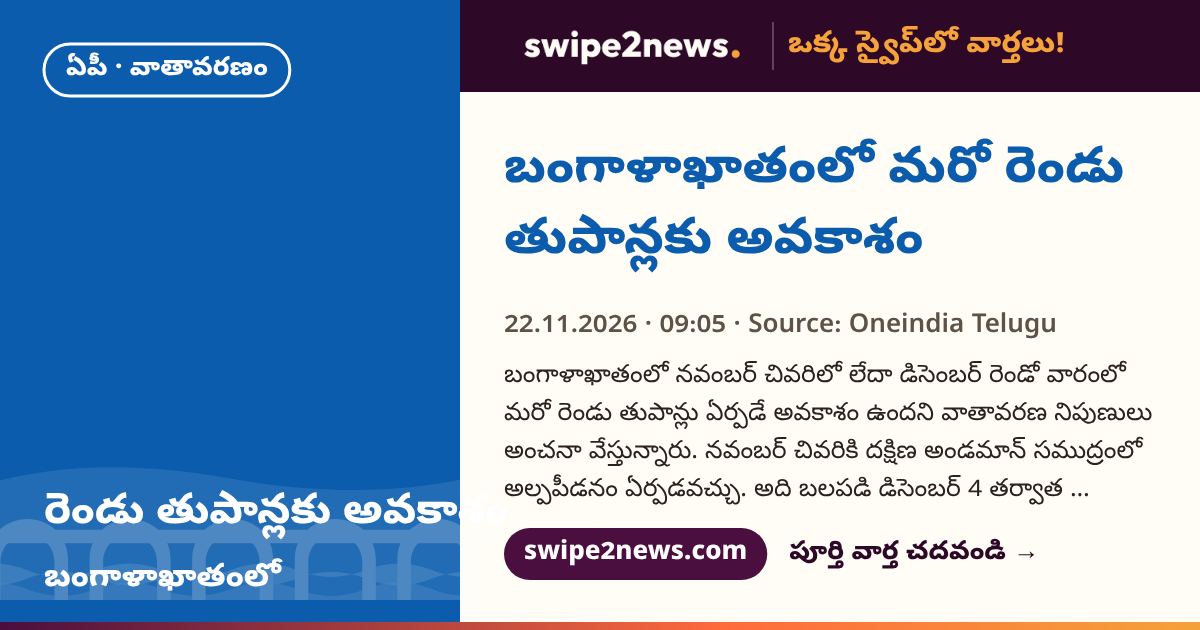 ఏపీ · వాతావరణం
swipe2news.
ఒక్క స్వైప్‌లో వార్తలు!
బంగాళాఖాతంలో మరో రెండు
తుపాన్లకు అవకాశం
22.11.2026 · 09:05 · Source: Oneindia Telugu
బంగాళాఖాతంలో నవంబర్ చివరిలో లేదా డిసెంబర్ రెండో వారంలో
మరో రెండు తుపాన్లు ఏర్పడే అవకాశం ఉందని వాతావరణ నిపుణులు
అంచనా వేస్తున్నారు. నవంబర్ చివరికి దక్షిణ అండమాన్ సముద్రంలో
అల్పపీడనం ఏర్పడవచ్చు. అది బలపడి డిసెంబర్ 4 తర్వాత ...
రెండు తుపాన్లకు అవకాశం
బంగాళాఖాతంలో
swipe2news.com
పూర్తి వార్త చదవండి →